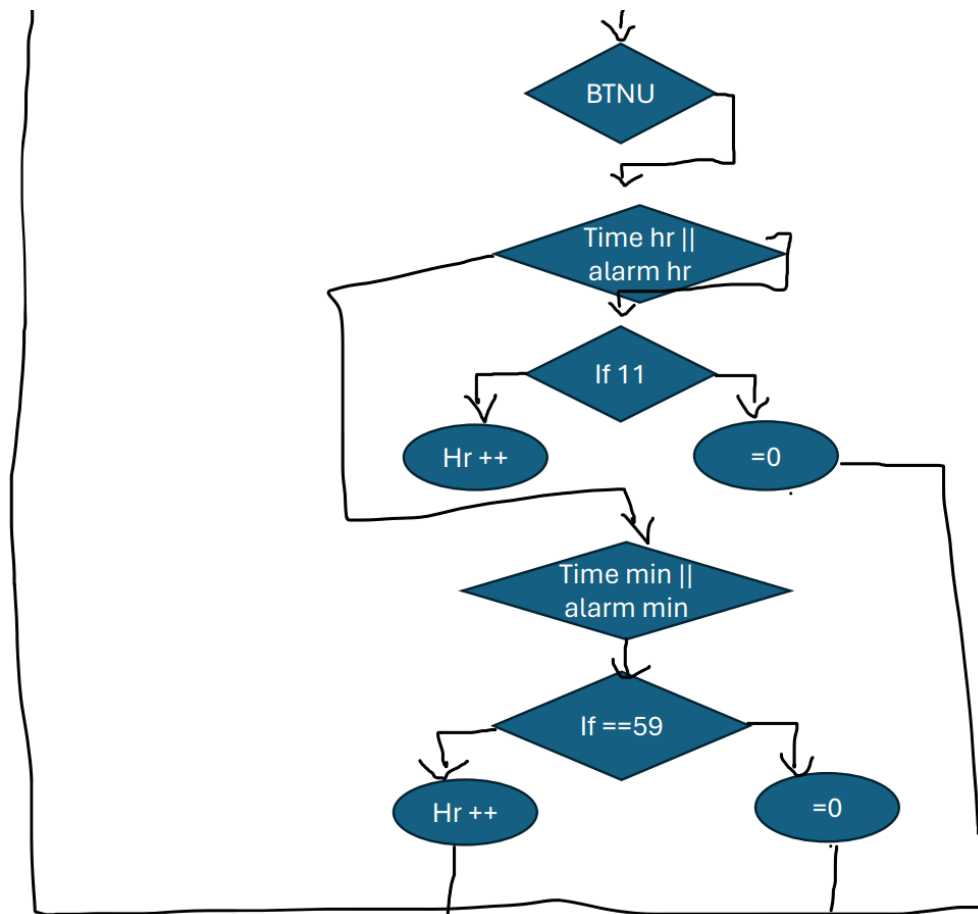 BTNU
Time hr ||
alarm hr
If 11
Hr ++
=0
Time min ||
alarm min
If ==59
Hr ++
=0